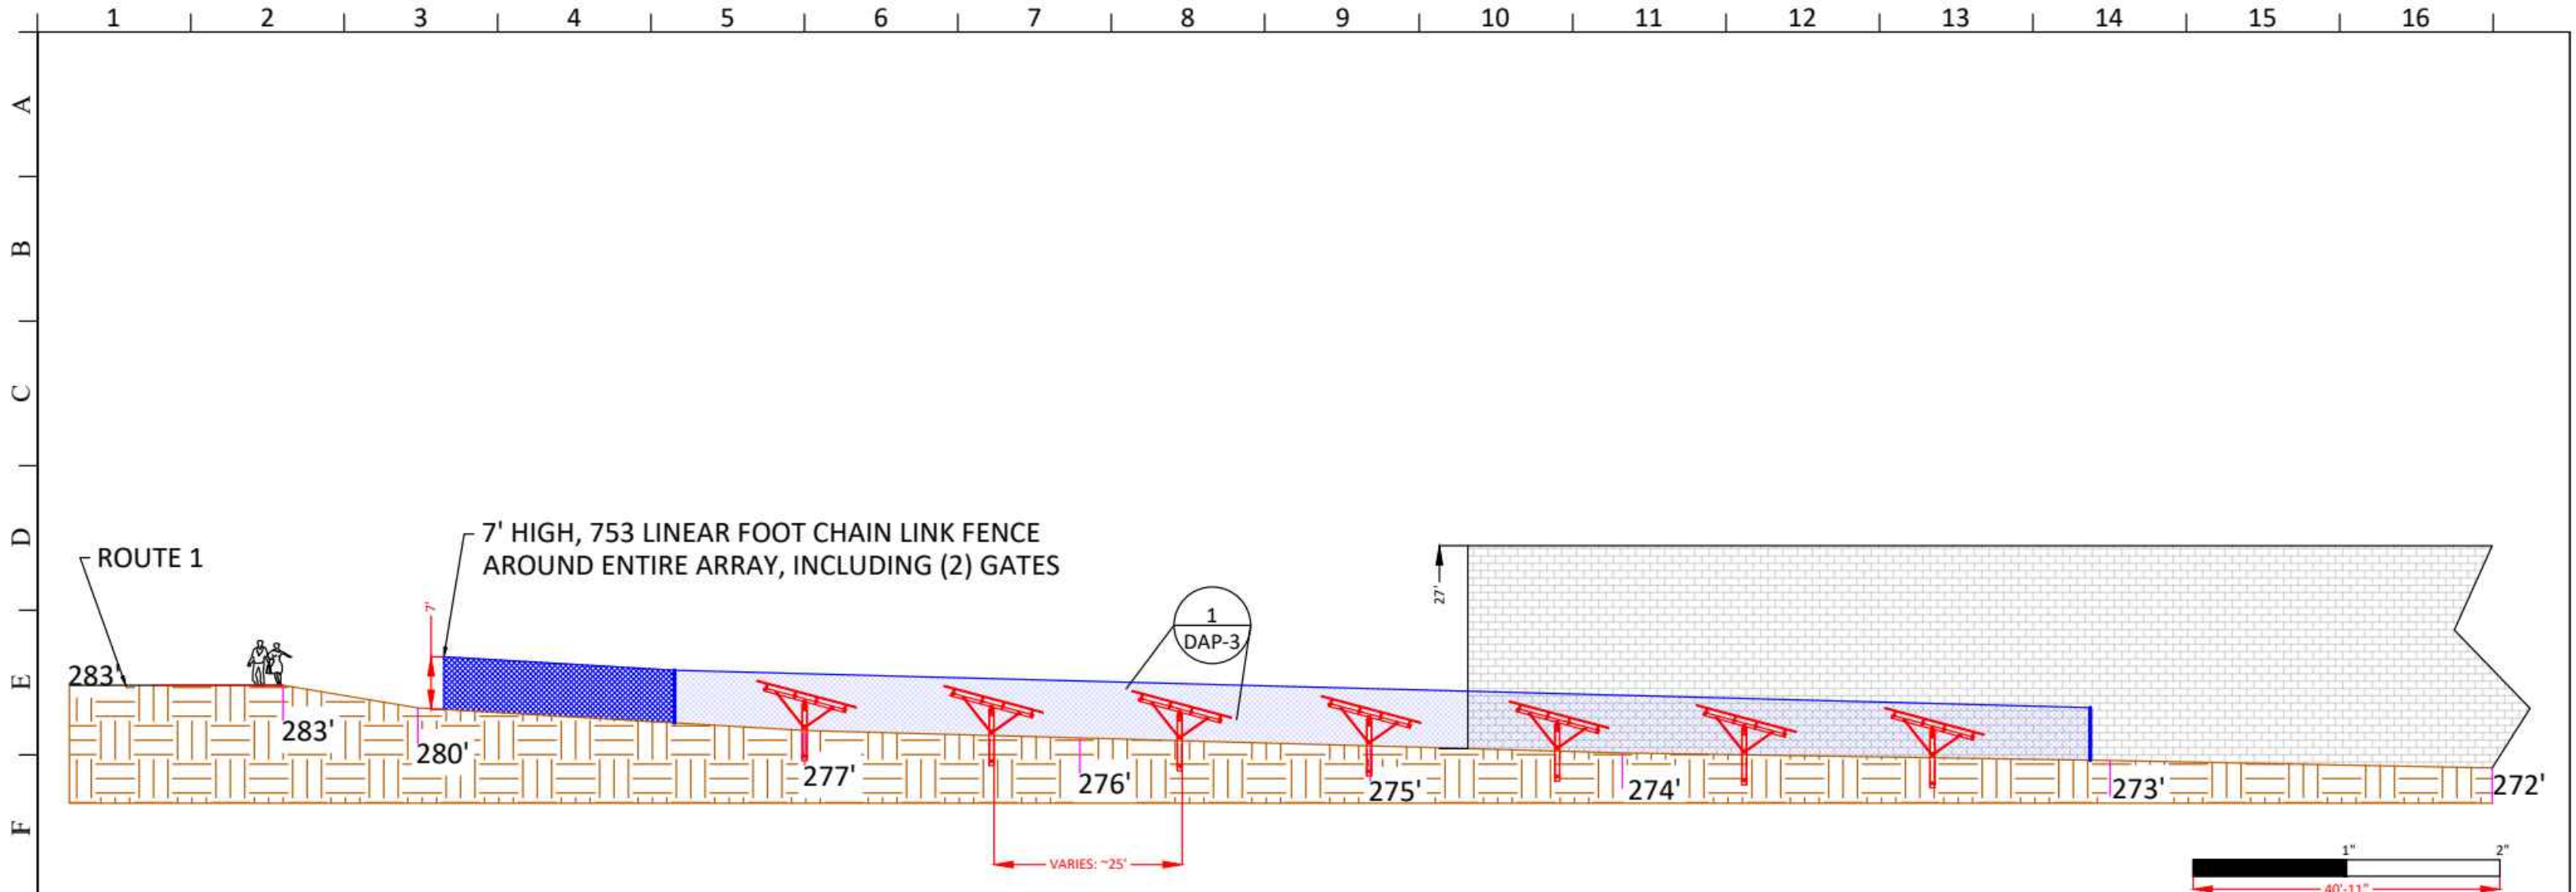 1 2 3 4 5 6 7 8 9 10 11 12 13 14 15 16
A
B
C
D
E
F
7' HIGH, 753 LINEAR FOOT CHAIN LINK FENCE
AROUND ENTIRE ARRAY, INCLUDING (2) GATES
ROUTE 1
27'
7'
1
DAP-3
283'
283'
280'
277'
276'
275'
274'
273'
272'
VARIES: ~25'
1" 2"
40'-11"